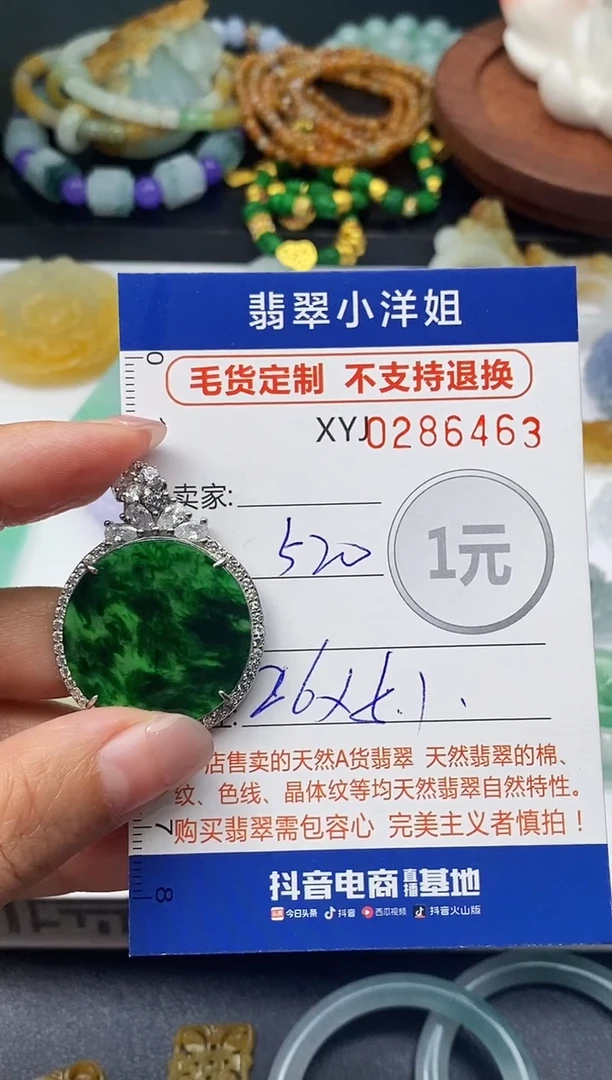 翡翠小洋姐
毛货定制 不支持退换
XYJ0286463
0
卖家:
520
1元
26x
店售卖的天然A货翡翠 天然翡翠的棉、
纹、色线、晶体纹等均天然翡翠自然特性。
7
购买翡翠需包容心 完美主义者慎拍！
8
抖音电商直播基地
今日头条 抖音 西瓜视频 抖音火山版